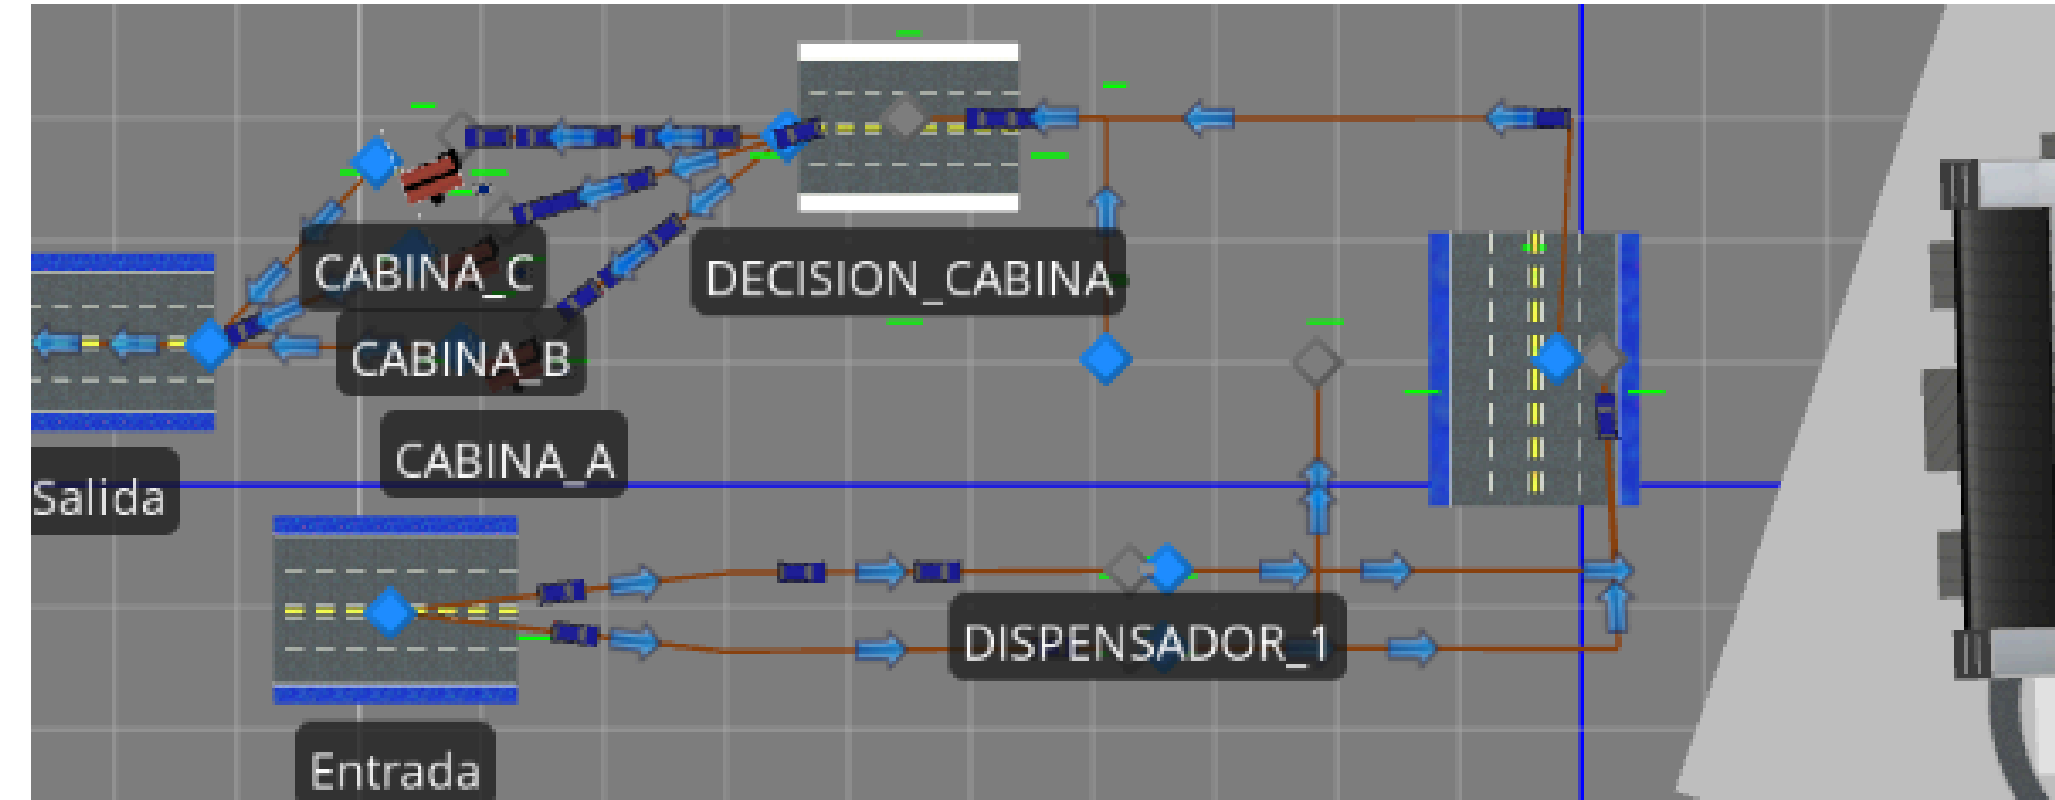 CABINA_C
DECISION_CABINA
CABINA_B
CABINA_A
Salida
DISPENSADOR_1
Entrada